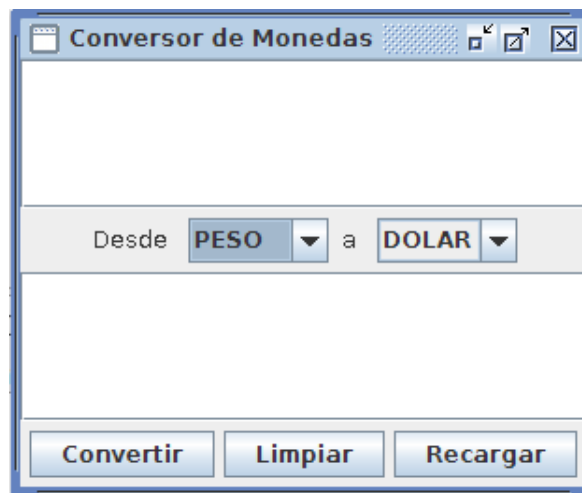 Conversor de Monedas
Desde PESO a DOLAR
Convertir Limpiar Recargar